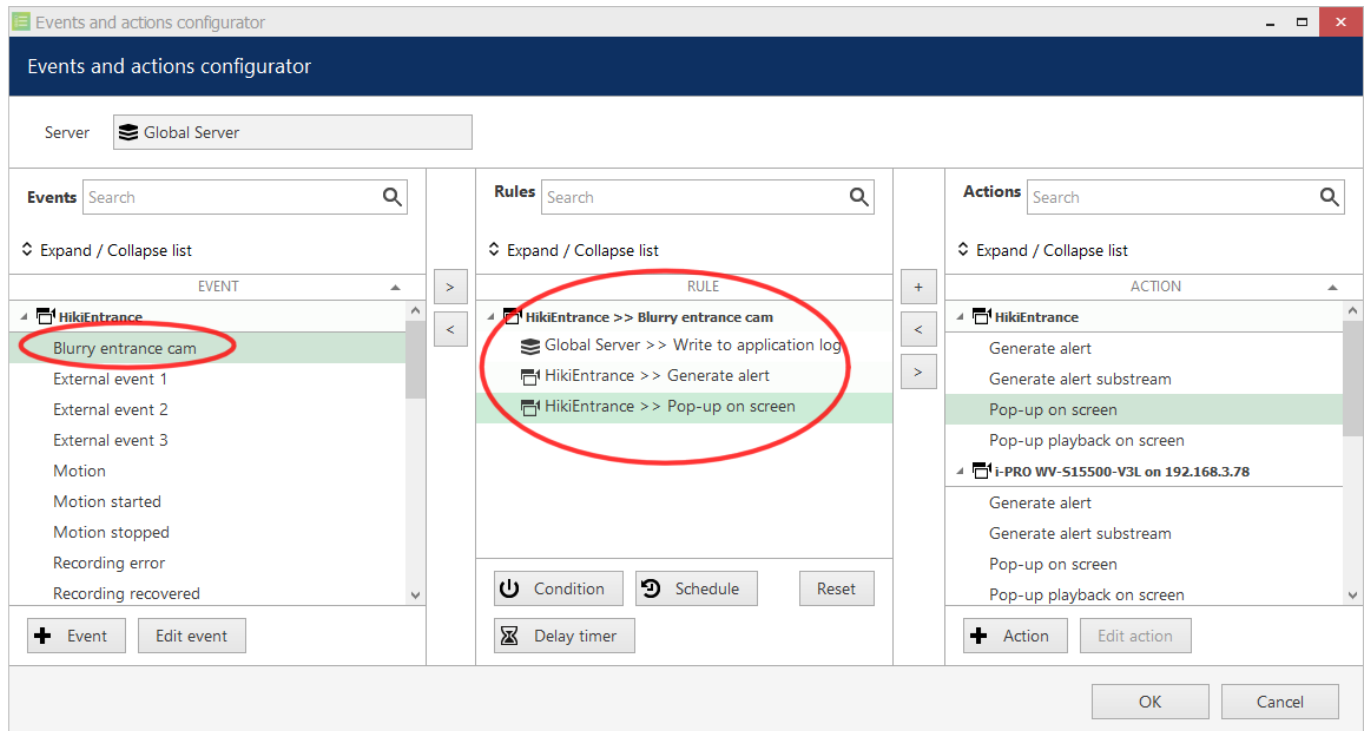 Events and actions configurator
Events and actions configurator
Server Global Server
Events Search
Expand / Collapse list
EVENT
HikiEntrance
Blurry entrance cam
External event 1
External event 2
External event 3
Motion
Motion started
Motion stopped
Recording error
Recording recovered
+ Event Edit event
>
<
Rules Search
Expand / Collapse list
RULE
HikiEntrance >> Blurry entrance cam
Global Server >> Write to application log
HikiEntrance >> Generate alert
HikiEntrance >> Pop-up on screen
Condition Schedule Reset
Delay timer
+
<
>
Actions Search
Expand / Collapse list
ACTION
HikiEntrance
Generate alert
Generate alert substream
Pop-up on screen
Pop-up playback on screen
i-PRO WV-S15500-V3L on 192.168.3.78
Generate alert
Generate alert substream
Pop-up on screen
Pop-up playback on screen
+ Action Edit action
OK Cancel